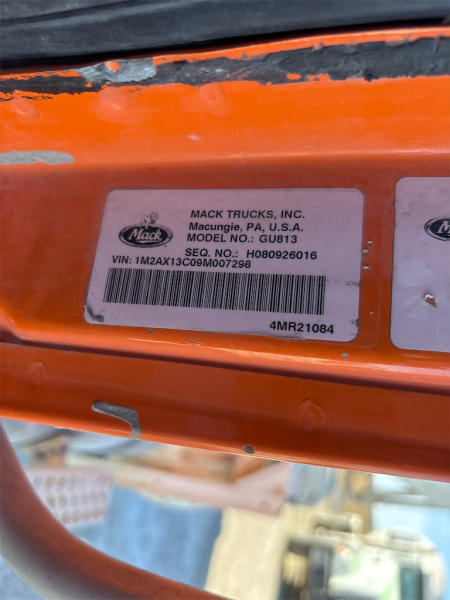 Mack
MACK TRUCKS, INC.
Macungie, PA, U.S.A.
MODEL NO.: GU813
SEQ. NO.: H080926016
VIN: 1M2AX13C09M007298
4MR21084